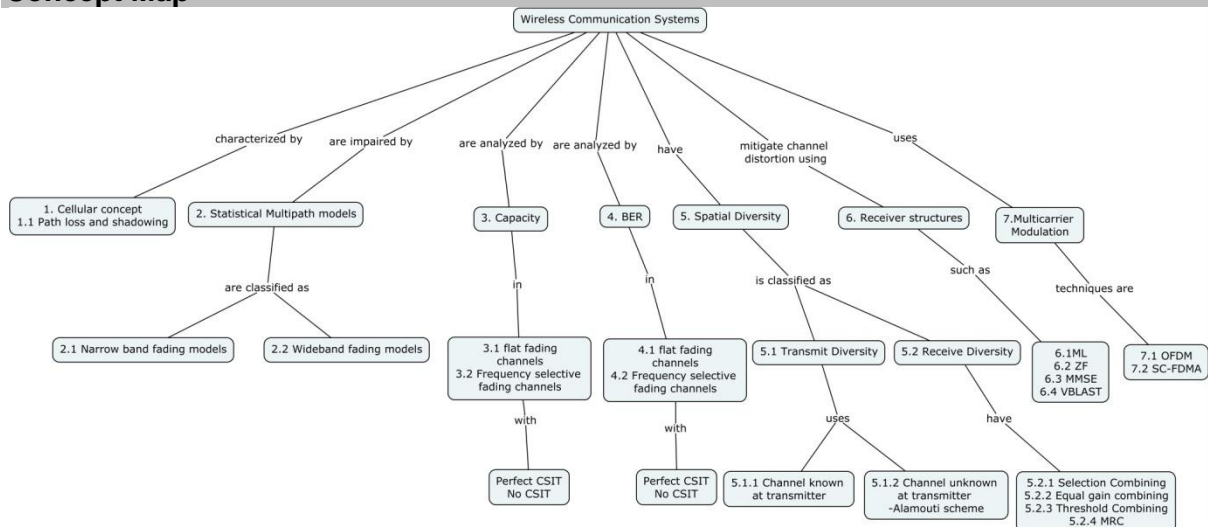 Concept Map
Wireless Communication Systems
characterized by
are impaired by
are analyzed by
are analyzed by
have
mitigate channel
distortion using
uses
1. Cellular concept
1.1 Path loss and shadowing
2. Statistical Multipath models
3. Capacity
4. BER
5. Spatial Diversity
6. Receiver structures
7.Multicarrier
Modulation
are classified as
in
in
is classified as
such as
techniques are
2.1 Narrow band fading models
2.2 Wideband fading models
3.1 flat fading
channels
3.2 Frequency selective
fading channels
4.1 flat fading
channels
4.2 Frequency selective
fading channels
5.1 Transmit Diversity
5.2 Receive Diversity
6.1ML
6.2 ZF
6.3 MMSE
6.4 VBLAST
7.1 OFDM
7.2 SC-FDMA
with
with
uses
have
Perfect CSIT
No CSIT
Perfect CSIT
No CSIT
5.1.1 Channel known
at transmitter
5.1.2 Channel unknown
at transmitter
-Alamouti scheme
5.2.1 Selection Combining
5.2.2 Equal gain combining
5.2.3 Threshold Combining
5.2.4 MRC